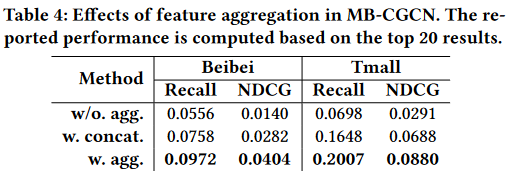 Table 4: Effects of feature aggregation in MB-CGCN. The re-
ported performance is computed based on the top 20 results.
Method Beibei Tmall
Recall NDCG Recall NDCG
w/o. agg. 0.0556 0.0140 0.0698 0.0291
w. concat. 0.0758 0.0282 0.1648 0.0688
w. agg. 0.0972 0.0404 0.2007 0.0880